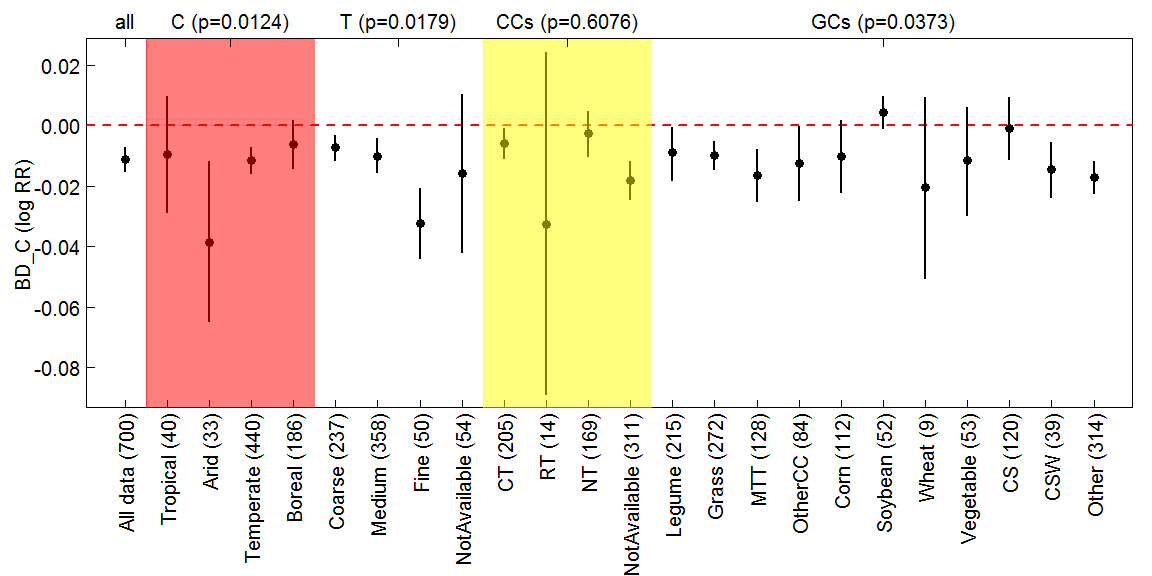 all C (p=0.0124) T (p=0.0179) CCs (p=0.6076) GCs (p=0.0373)
BD_C (log RR)
0.02
0.00
-0.02
-0.04
-0.06
-0.08
All data (700)
Tropical (40)
Arid (33)
Temperate (440)
Boreal (186)
Coarse (237)
Medium (358)
Fine (50)
NotAvailable (54)
CT (205)
RT (14)
NT (169)
NotAvailable (311)
Legume (215)
Grass (272)
MTT (128)
OtherCC (84)
Corn (112)
Soybean (52)
Wheat (9)
Vegetable (53)
CS (120)
CSW (39)
Other (314)